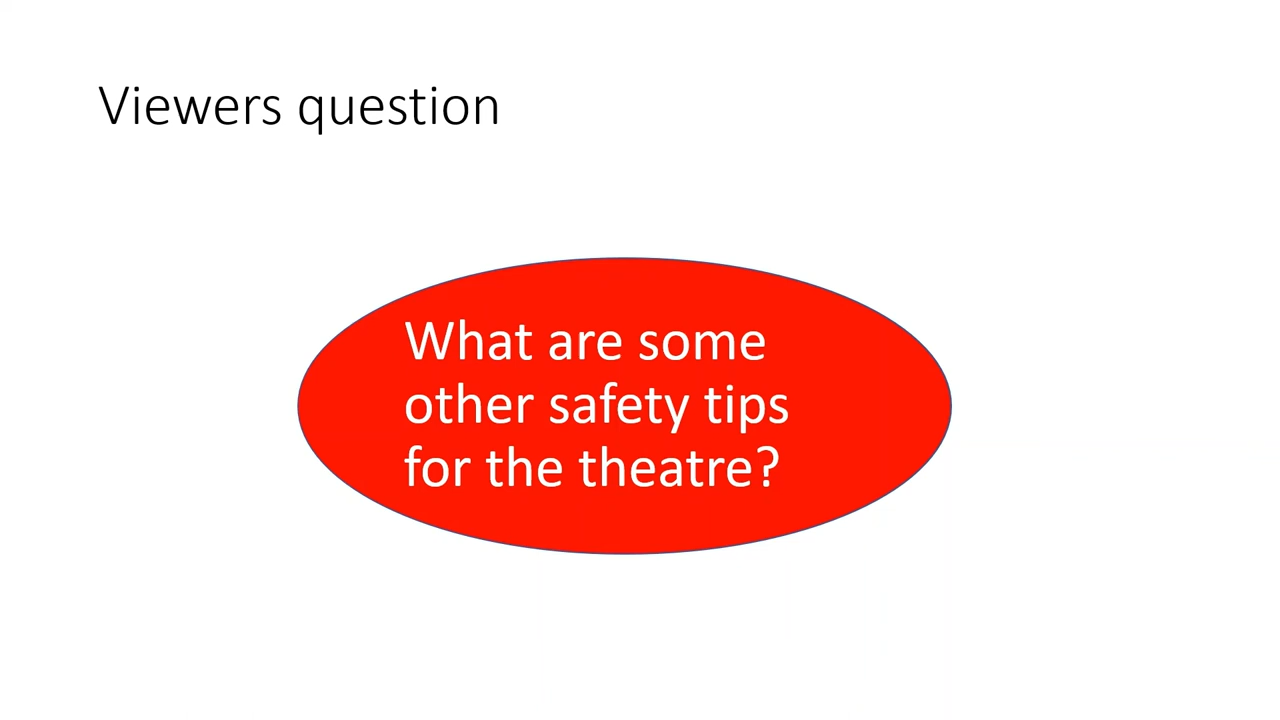 Viewers question
What are some
other safety tips
for the theatre?